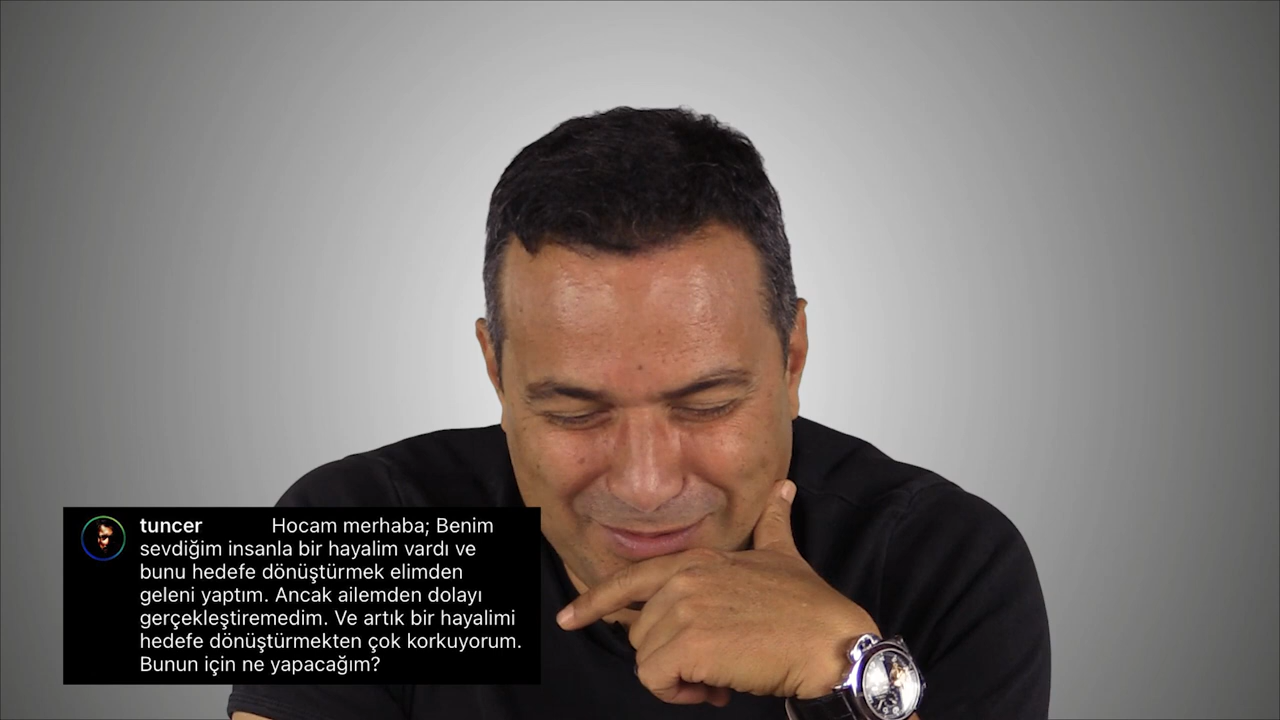 tuncer Hocam merhaba; Benim
sevdiğim insanla bir hayalim vardı ve
bunu hedefe dönüştürmek elimden
geleni yaptım. Ancak ailemden dolayı
gerçekleştiremedim. Ve artık bir hayalimi
hedefe dönüştürmekten çok korkuyorum.
Bunun için ne yapacağım?